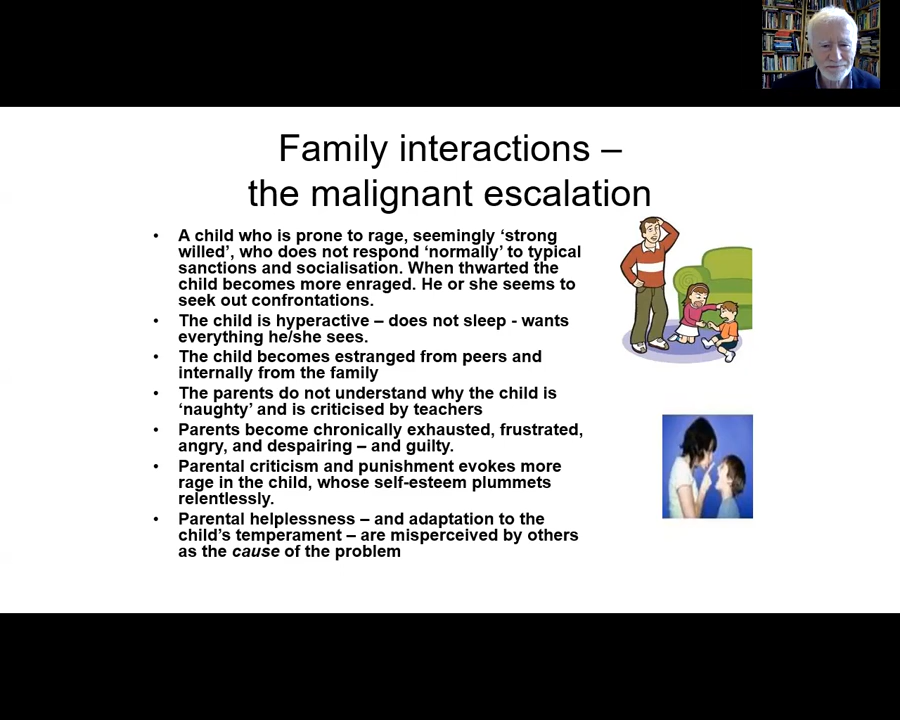 Family interactions –
the malignant escalation
• A child who is prone to rage, seemingly ‘strong
willed’, who does not respond ‘normally’ to typical
sanctions and socialisation. When thwarted the
child becomes more enraged. He or she seems to
seek out confrontations.
• The child is hyperactive – does not sleep - wants
everything he/she sees.
• The child becomes estranged from peers and
internally from the family
• The parents do not understand why the child is
‘naughty’ and is criticised by teachers
• Parents become chronically exhausted, frustrated,
angry, and despairing – and guilty.
• Parental criticism and punishment evokes more
rage in the child, whose self-esteem plummets
relentlessly.
• Parental helplessness – and adaptation to the
child’s temperament – are misperceived by others
as the cause of the problem